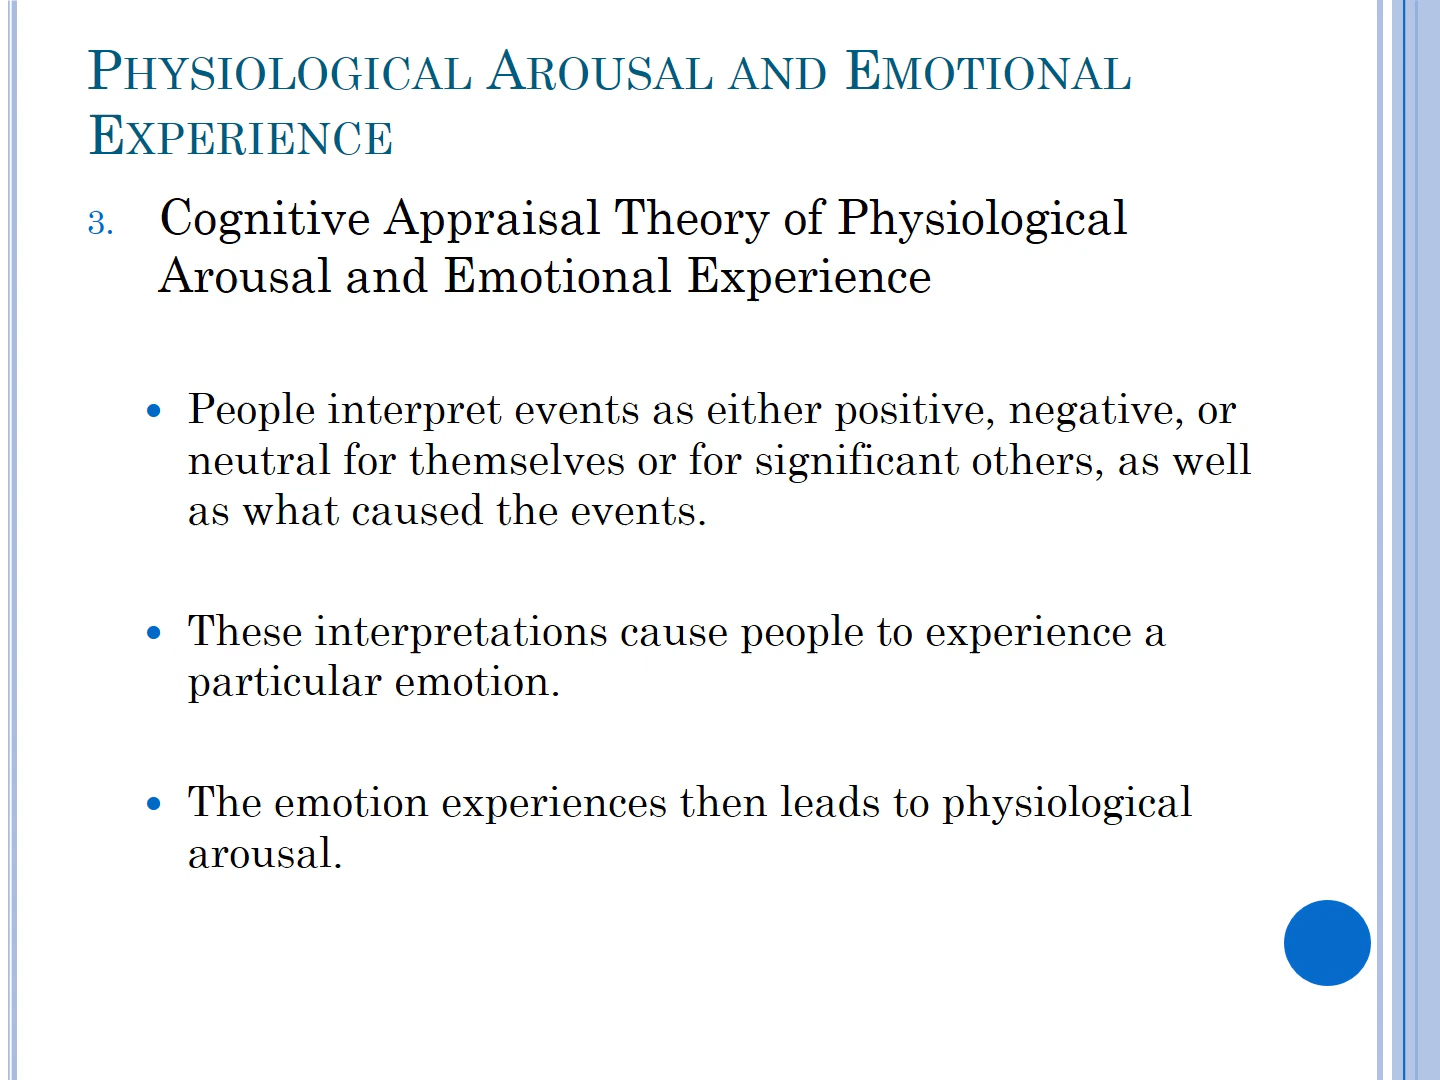 PHYSIOLOGICAL AROUSAL AND EMOTIONAL
EXPERIENCE
3. Cognitive Appraisal Theory of Physiological
Arousal and Emotional Experience
• People interpret events as either positive, negative, or
neutral for themselves or for significant others, as well
as what caused the events.
• These interpretations cause people to experience a
particular emotion.
• The emotion experiences then leads to physiological
arousal.